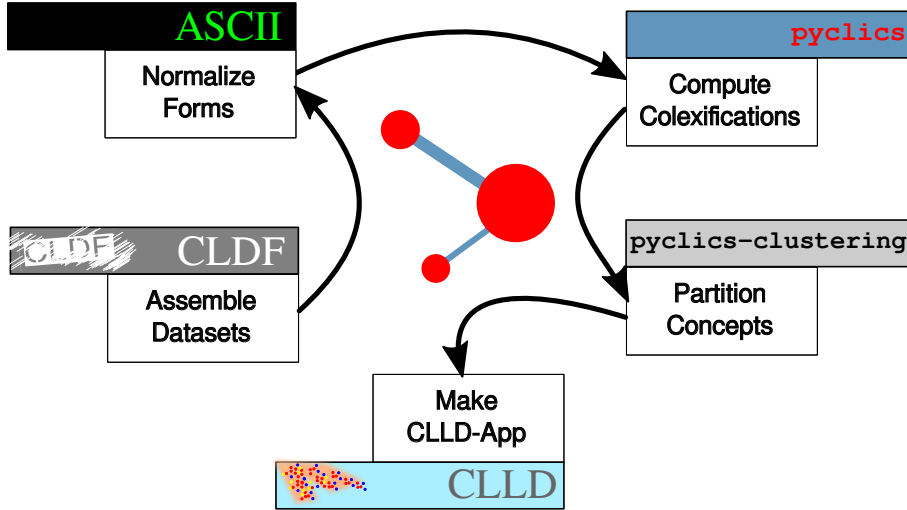 ASCII
Normalize
Forms
pyclics
Compute
Colexifications
CLDF
CLDF
Assemble
Datasets
pyclics-clustering
Partition
Concepts
Make
CLLD-App
CLLD